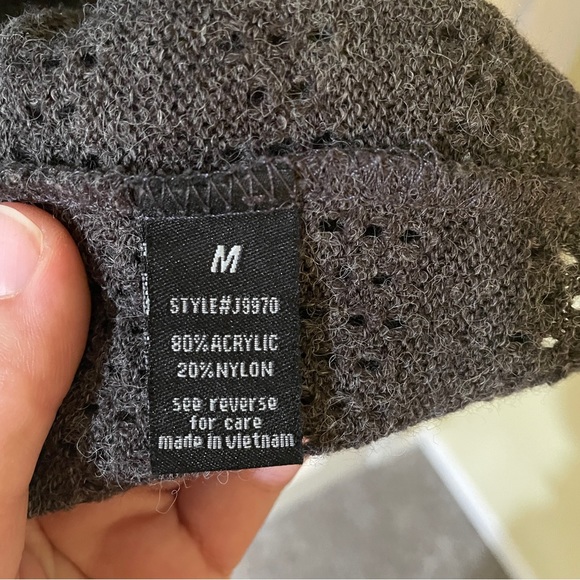 M
STYLE#J9970
80%ACRYLIC
20%NYLON
see reverse
for care
made in vietnam